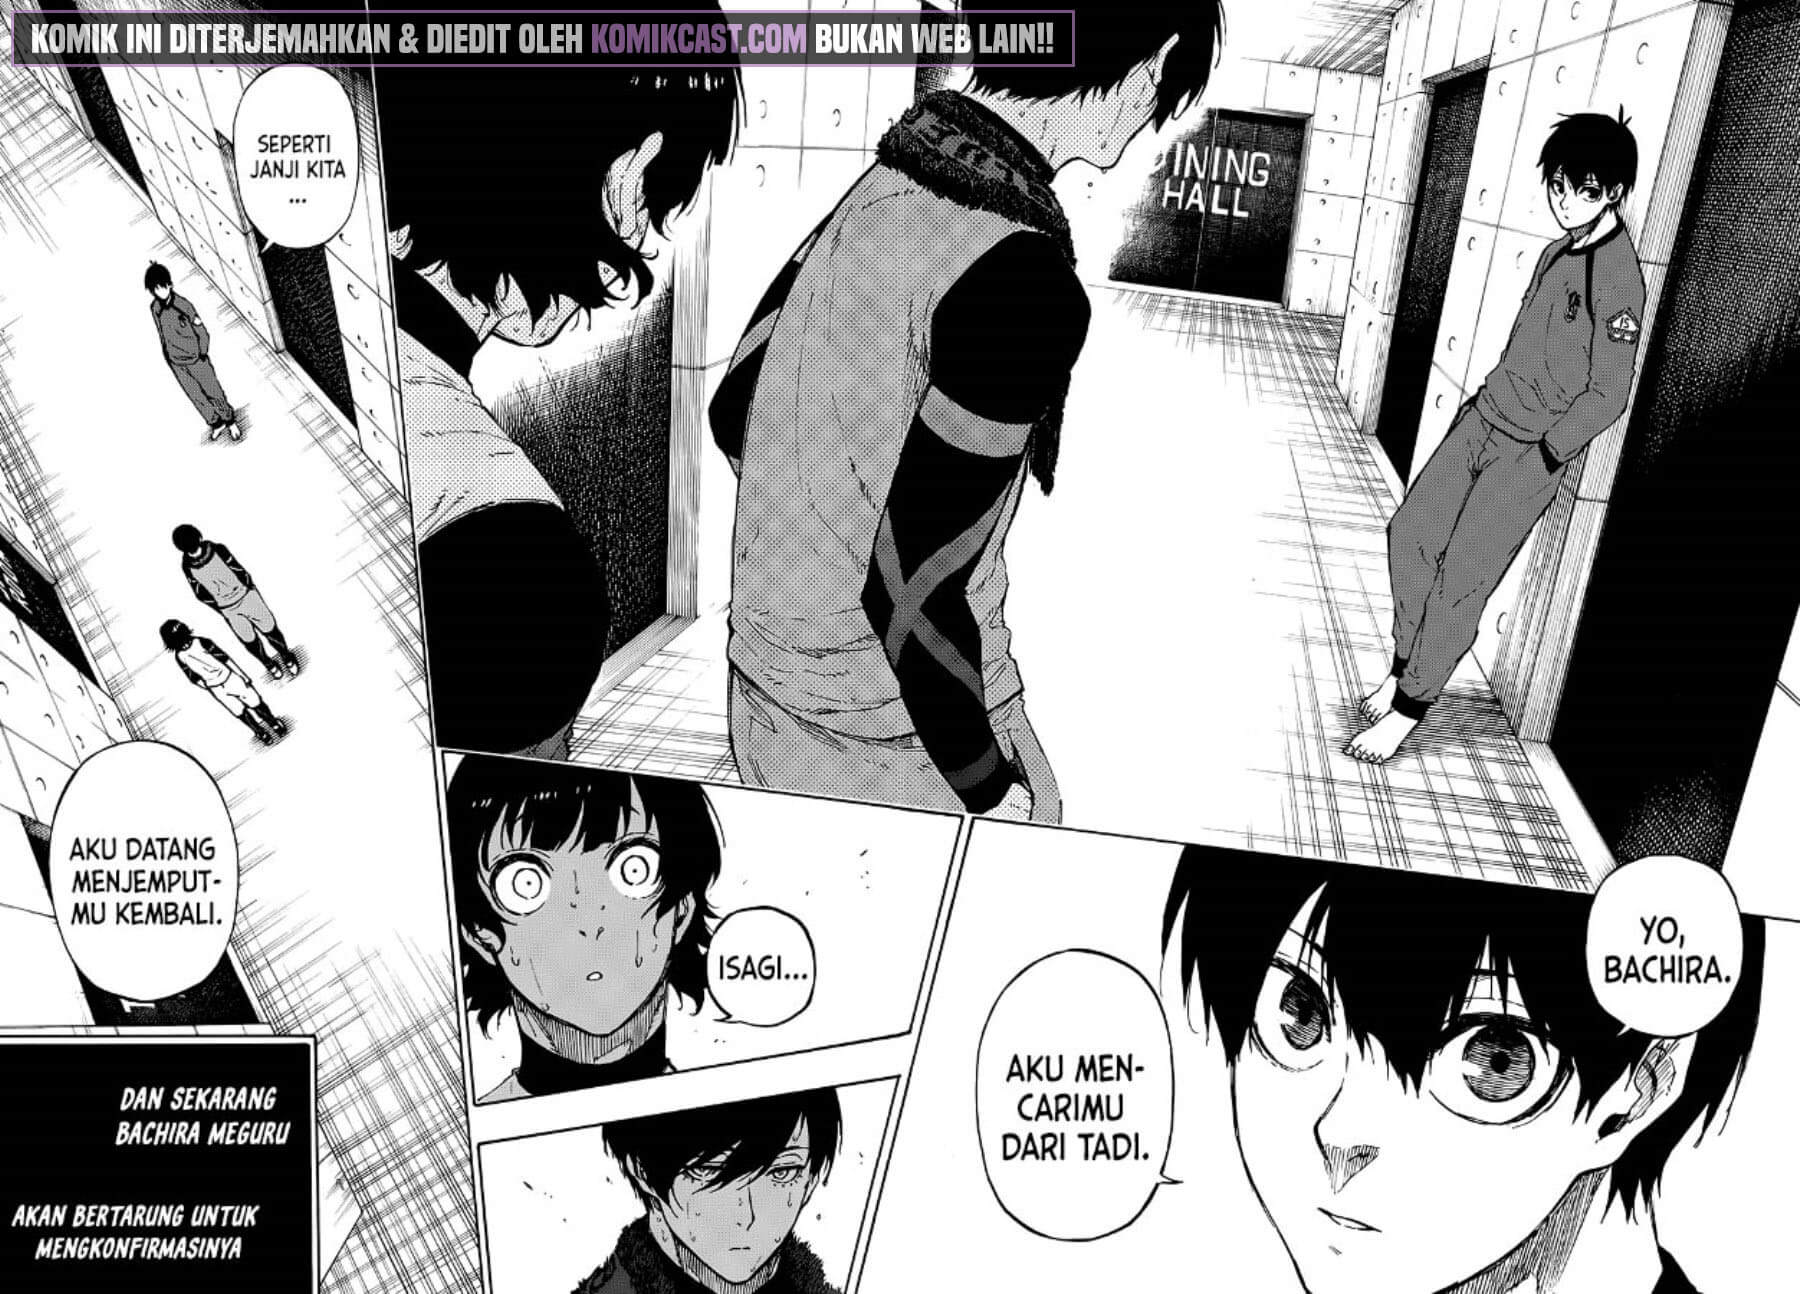 KOMIK INI DITERJEMAHKAN & DIEDIT OLEH KOMIKCAST.COM BUKAN WEB LAIN!!
DINING
HALL
15
YO,
BACHIRA.
AKU MEN-
CARIMU
DARI TADI.
ISAGI...
SEPERTI
JANJI KITA
...
AKU DATANG
MENJEMPUT-
MU KEMBALI.
DAN SEKARANG
BACHIRA MEGURU
AKAN BERTARUNG UNTUK
MENGKONFIRMASINYA